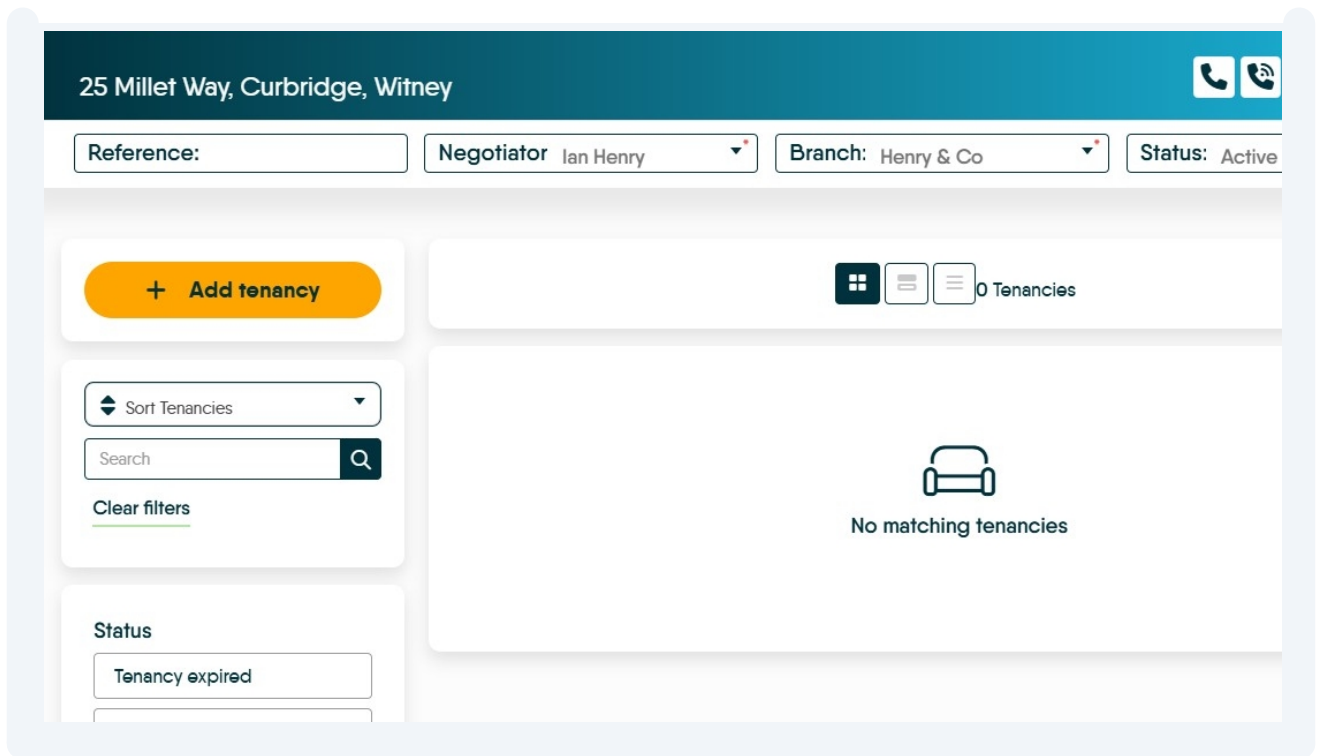 25 Millet Way, Curbridge, Witney
Reference:
Negotiator Ian Henry
Branch: Henry & Co
Status: Active
+ Add tenancy
0 Tenancies
Sort Tenancies
Search
Clear filters
No matching tenancies
Status
Tenancy expired